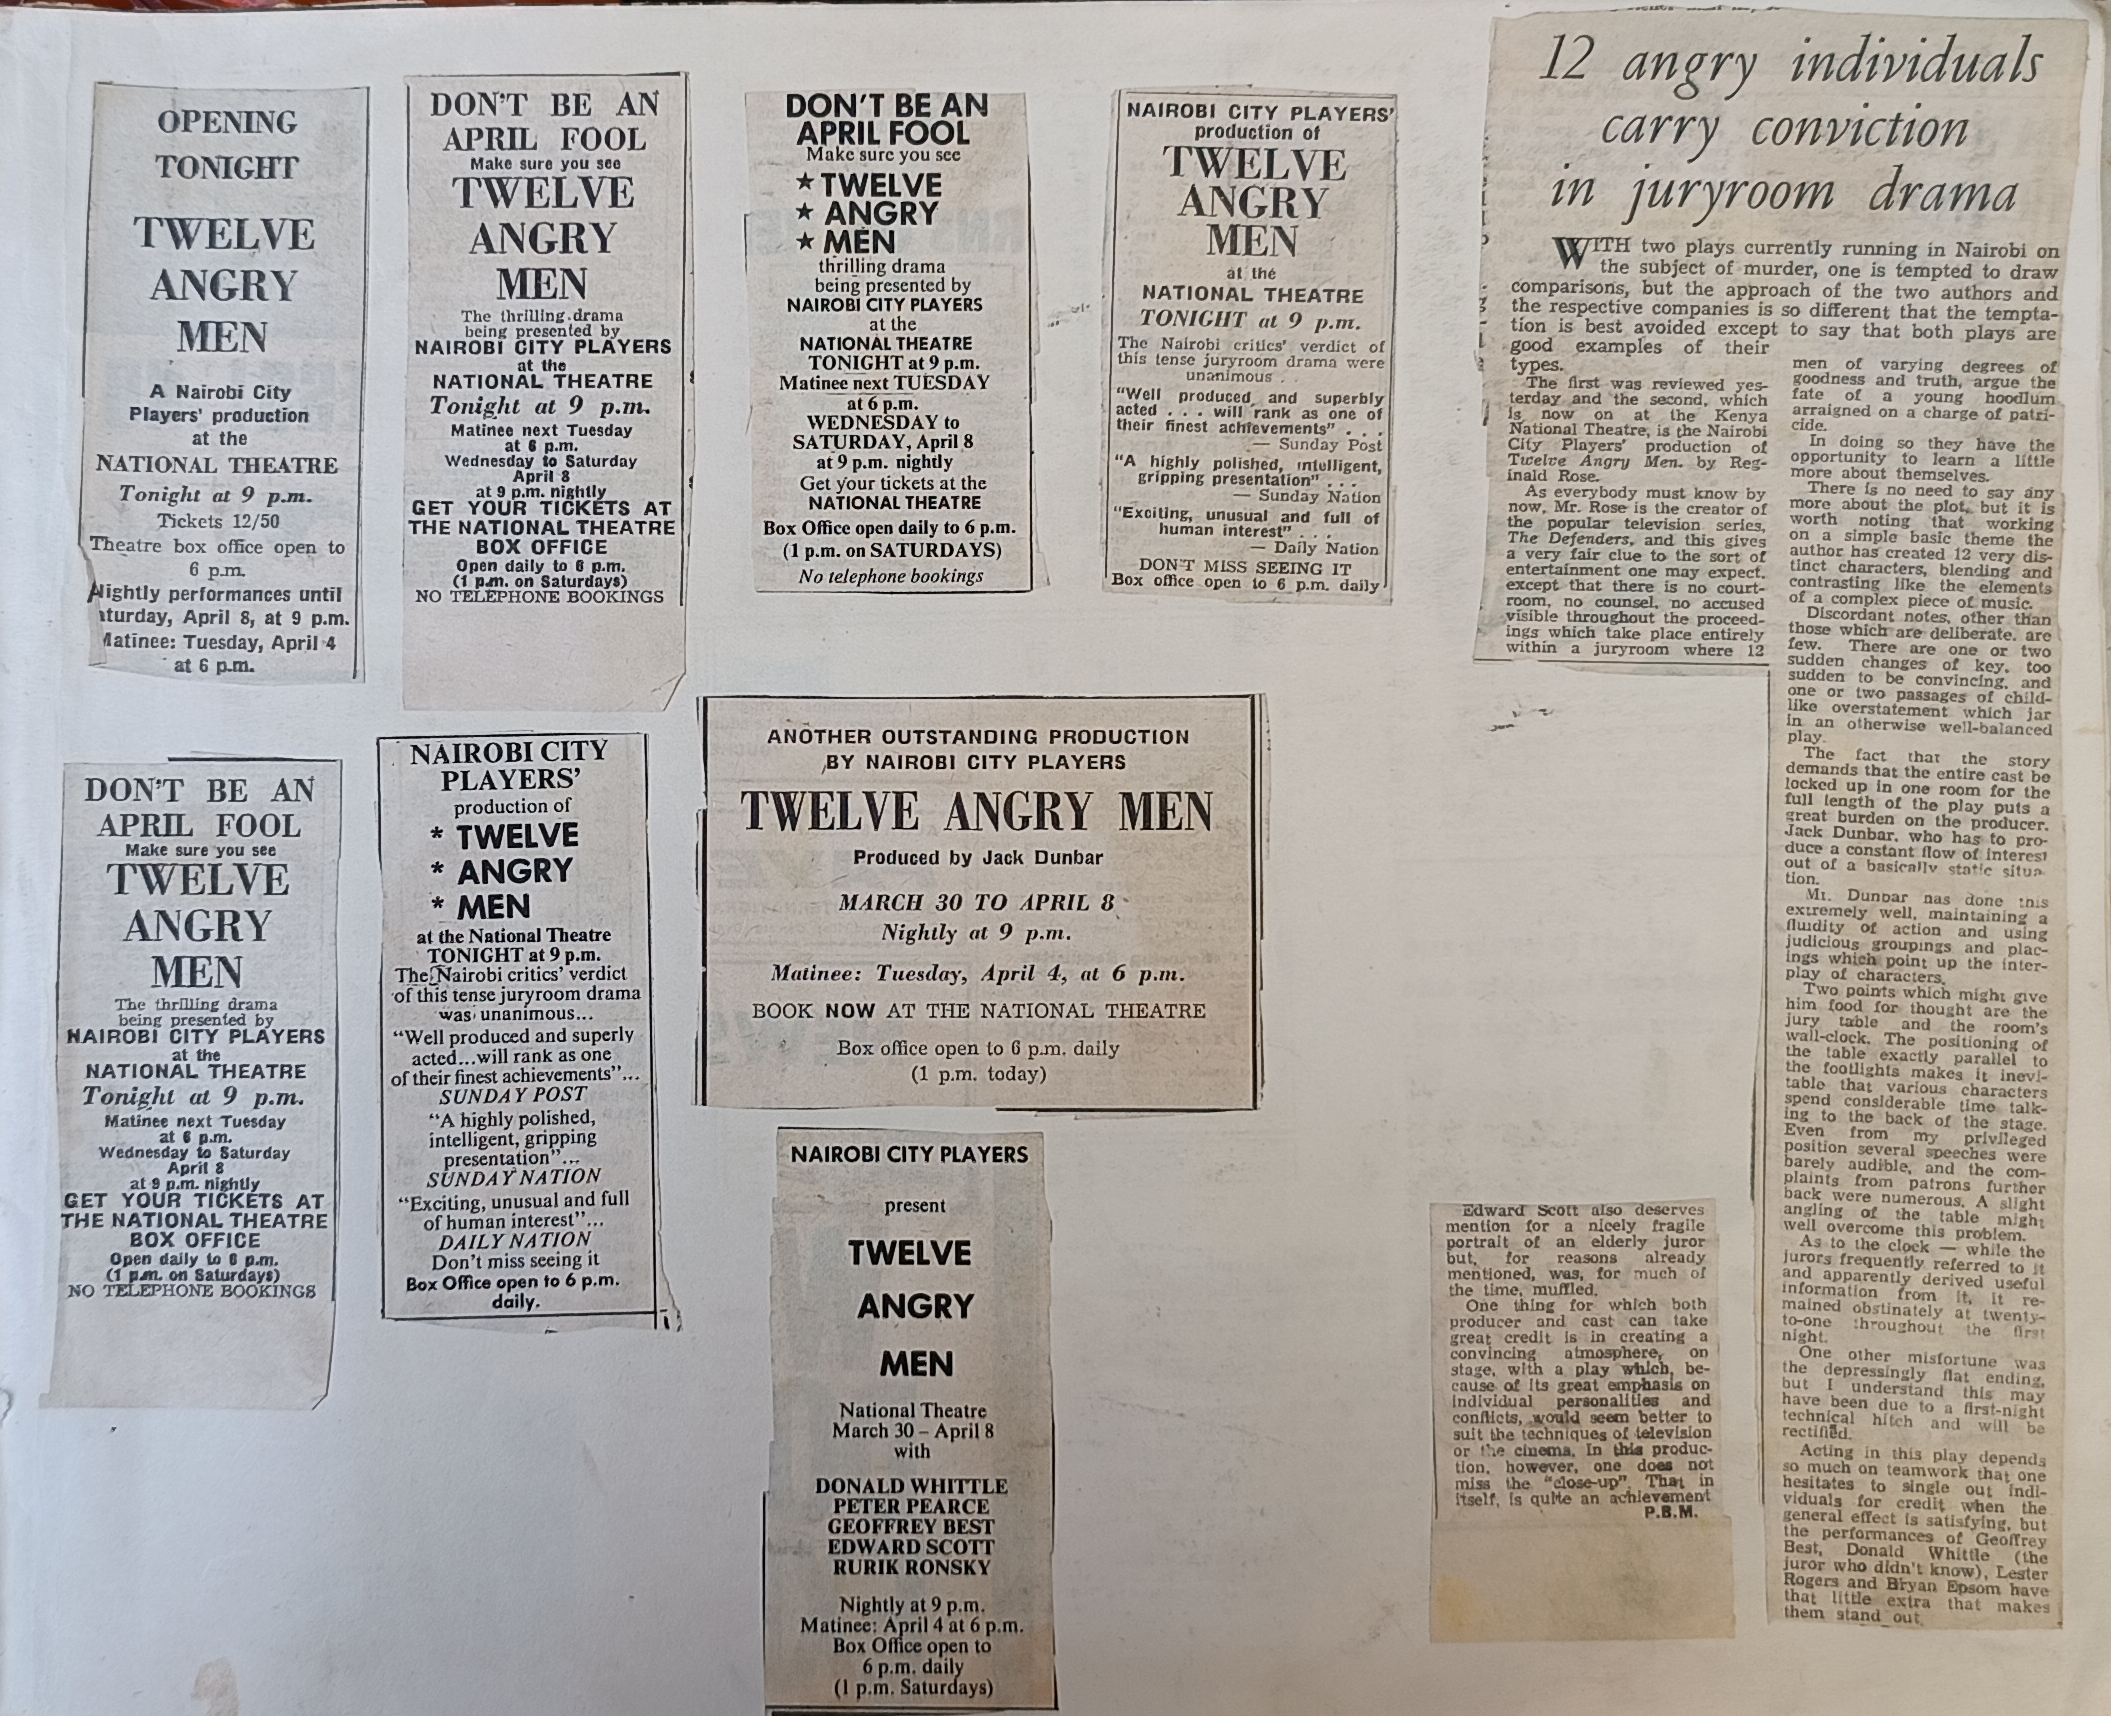 OPENING
TONIGHT
TWELVE
ANGRY
MEN
A Nairobi City
Players' production
at the
NATIONAL THEATRE
Tonight at 9 p.m.
Tickets 12/50
Theatre box office open to
6 p.m.
Nightly performances until
aturday, April 8, at 9 p.m.
Matinee: Tuesday, April 4
at 6 p.m.
DON'T BE AN
APRIL FOOL
Make sure you see
TWELVE
ANGRY
MEN
The thrilling drama
being presented by
NAIROBI CITY PLAYERS
at the
NATIONAL THEATRE
Tonight at 9 p.m.
Matinee next Tuesday
at 6 p.m.
Wednesday to Saturday
April 8
at 9 p.m. nightly
GET YOUR TICKETS AT
THE NATIONAL THEATRE
BOX OFFICE
Open daily to 6 p.m.
(1 p.m. on Saturdays)
NO TELEPHONE BOOKINGS
DON'T BE AN
APRIL FOOL
Make sure you see
★ TWELVE
★ ANGRY
★ MEN
thrilling drama
being presented by
NAIROBI CITY PLAYERS
at the
NATIONAL THEATRE
TONIGHT at 9 p.m.
Matinee next TUESDAY
at 6 p.m.
WEDNESDAY to
SATURDAY, April 8
at 9 p.m. nightly
Get your tickets at the
NATIONAL THEATRE
Box Office open daily to 6 p.m.
(1 p.m. on SATURDAYS)
No telephone bookings
NAIROBI CITY PLAYERS'
production of
TWELVE
ANGRY
MEN
at the
NATIONAL THEATRE
TONIGHT at 9 p.m.
The Nairobi critics' verdict of
this tense juryroom drama were
unanimous . .
"Well produced and superbly
acted . . . will rank as one of
their finest achievements" . . .
— Sunday Post
"A highly polished, intelligent,
gripping presentation" . . .
— Sunday Nation
"Exciting, unusual and full of
human interest" . . .
— Daily Nation
DON'T MISS SEEING IT
Box office open to 6 p.m. daily
DON'T BE AN
APRIL FOOL
Make sure you see
TWELVE
ANGRY
MEN
The thrilling drama
being presented by
NAIROBI CITY PLAYERS
at the
NATIONAL THEATRE
Tonight at 9 p.m.
Matinee next Tuesday
at 6 p.m.
Wednesday to Saturday
April 8
at 9 p.m. nightly
GET YOUR TICKETS AT
THE NATIONAL THEATRE
BOX OFFICE
Open daily to 6 p.m.
(1 p.m. on Saturdays)
NO TELEPHONE BOOKINGS
NAIROBI CITY
PLAYERS'
production of
* TWELVE
* ANGRY
* MEN
at the National Theatre
TONIGHT at 9 p.m.
The Nairobi critics' verdict
of this tense juryroom drama
was unanimous...
"Well produced and superly
acted...will rank as one
of their finest achievements"...
SUNDAY POST
"A highly polished,
intelligent, gripping
presentation"...
SUNDAY NATION
"Exciting, unusual and full
of human interest"...
DAILY NATION
Don't miss seeing it
Box Office open to 6 p.m.
daily.
ANOTHER OUTSTANDING PRODUCTION
BY NAIROBI CITY PLAYERS
TWELVE ANGRY MEN
Produced by Jack Dunbar
MARCH 30 TO APRIL 8
Nightly at 9 p.m.
Matinee: Tuesday, April 4, at 6 p.m.
BOOK NOW AT THE NATIONAL THEATRE
Box office open to 6 p.m. daily
(1 p.m. today)
NAIROBI CITY PLAYERS
present
TWELVE
ANGRY
MEN
National Theatre
March 30 – April 8
with
DONALD WHITTLE
PETER PEARCE
GEOFFREY BEST
EDWARD SCOTT
RURIK RONSKY
Nightly at 9 p.m.
Matinee: April 4 at 6 p.m.
Box Office open to
6 p.m. daily
(1 p.m. Saturdays)
12 angry individuals
carry conviction
in juryroom drama
WITH two plays currently running in Nairobi on
the subject of murder, one is tempted to draw
comparisons, but the approach of the two authors and
the respective companies is so different that the tempta-
tion is best avoided except to say that both plays are
good examples of their
types.
The first was reviewed yes-
terday and the second, which
is now on at the Kenya
National Theatre, is the Nairobi
City Players' production of
Twelve Angry Men. by Reg-
inald Rose.
As everybody must know by
now, Mr. Rose is the creator of
the popular television series,
The Defenders, and this gives
a very fair clue to the sort of
entertainment one may expect,
except that there is no court-
room, no counsel, no accused
visible throughout the proceed-
ings which take place entirely
within a juryroom where 12
men of varying degrees of
goodness and truth, argue the
fate of a young hoodlum
arraigned on a charge of patri-
cide.
In doing so they have the
opportunity to learn a little
more about themselves.
There is no need to say any
more about the plot, but it is
worth noting that working
on a simple basic theme the
author has created 12 very dis-
tinct characters, blending and
contrasting like the elements
of a complex piece of music.
Discordant notes, other than
those which are deliberate, are
few. There are one or two
sudden changes of key, too
sudden to be convincing, and
one or two passages of child-
like overstatement which jar
in an otherwise well-balanced
play.
The fact that the story
demands that the entire cast be
locked up in one room for the
full length of the play puts a
great burden on the producer.
Jack Dunbar, who has to pro-
duce a constant flow of interest
out of a basically static situa-
tion.
Mr. Dunbar has done this
extremely well, maintaining a
fluidity of action and using
judicious groupings and plac-
ings which point up the inter-
play of characters.
Two points which might give
him food for thought are the
jury table and the room's
wall-clock. The positioning of
the table exactly parallel to
the footlights makes it inevi-
table that various characters
spend considerable time talk-
ing to the back of the stage.
Even from my privileged
position several speeches were
barely audible, and the com-
plaints from patrons further
back were numerous. A slight
angling of the table might
well overcome this problem.
As to the clock — while the
jurors frequently referred to it
and apparently derived useful
information from it, it re-
mained obstinately at twenty-
to-one throughout the first
night.
One other misfortune was
the depressingly flat ending,
but I understand this may
have been due to a first-night
technical hitch and will be
rectified.
Acting in this play depends
so much on teamwork that one
hesitates to single out indi-
viduals for credit when the
general effect is satisfying, but
the performances of Geoffrey
Best, Donald Whittle (the
juror who didn't know), Lester
Rogers and Bryan Epsom have
that little extra that makes
them stand out.
Edward Scott also deserves
mention for a nicely fragile
portrait of an elderly juror
but, for reasons already
mentioned, was, for much of
the time, muffled.
One thing for which both
producer and cast can take
great credit is in creating a
convincing atmosphere, on
stage, with a play which, be-
cause of its great emphasis on
individual personalities and
conflicts, would seem better to
suit the techniques of television
or the cinema. In this produc-
tion, however, one does not
miss the "close-up". That in
itself, is quite an achievement
P.B.M.